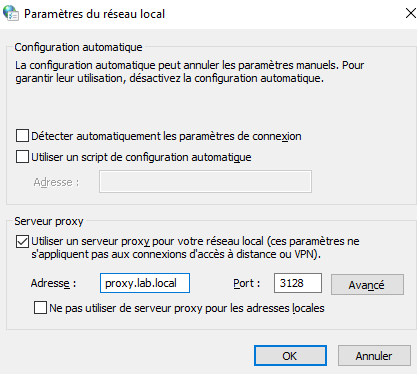 Paramètres du réseau local
Configuration automatique
La configuration automatique peut annuler les paramètres manuels. Pour
garantir leur utilisation, désactivez la configuration automatique.
Détecter automatiquement les paramètres de connexion
Utiliser un script de configuration automatique
Adresse :
Serveur proxy
Utiliser un serveur proxy pour votre réseau local (ces paramètres ne
s'appliquent pas aux connexions d'accès à distance ou VPN).
Adresse : proxy.lab.local Port : 3128 Avancé
Ne pas utiliser de serveur proxy pour les adresses locales
OK Annuler